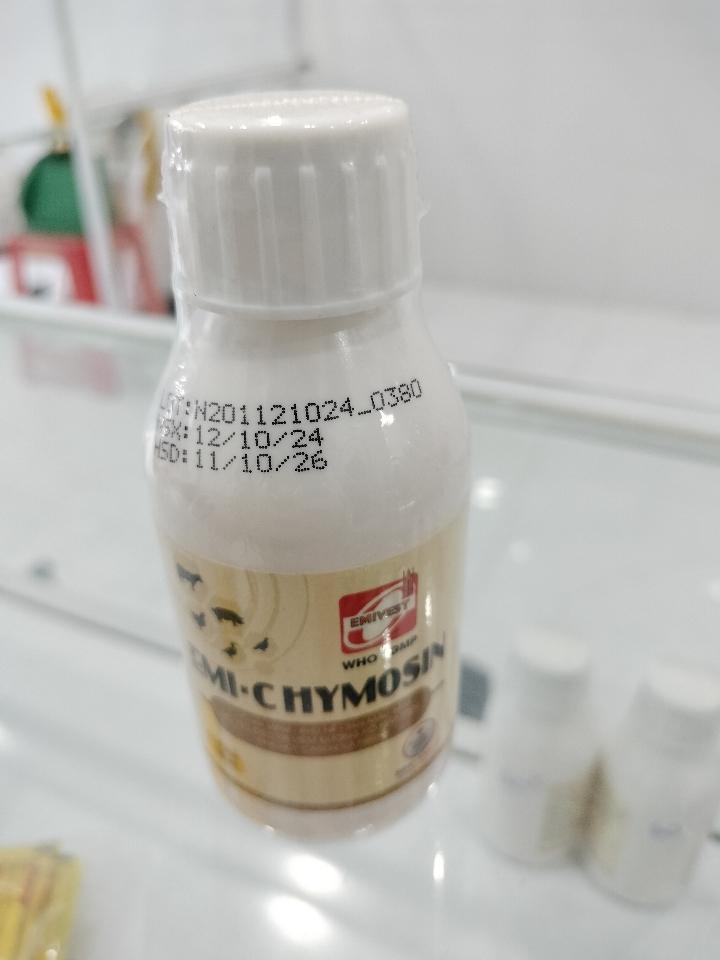 LOT:N201121024_0380
NSX:12/10/24
HSD:11/10/26
EMIVEST
WHO GMP
EMI-CHYMOSIN